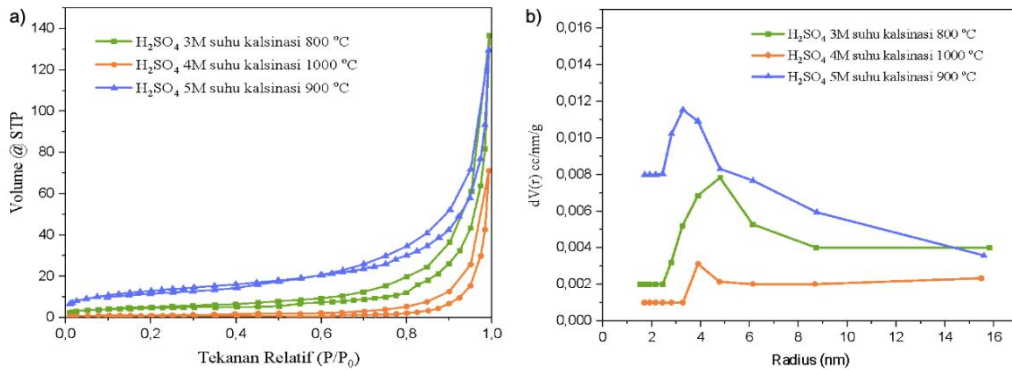 a)
Volume @ STP
140
120
100
80
60
40
20
0
H₂SO₄ 3M suhu kalsinasi 800 °C
H₂SO₄ 4M suhu kalsinasi 1000 °C
H₂SO₄ 5M suhu kalsinasi 900 °C
0,0 0,2 0,4 0,6 0,8 1,0
Tekanan Relatif (P/P₀)
b)
dV(r) cc/nm/g
0,016
0,014
0,012
0,010
0,008
0,006
0,004
0,002
0,000
H₂SO₄ 3M suhu kalsinasi 800 °C
H₂SO₄ 4M suhu kalsinasi 1000 °C
H₂SO₄ 5M suhu kalsinasi 900 °C
2 4 6 8 10 12 14 16
Radius (nm)